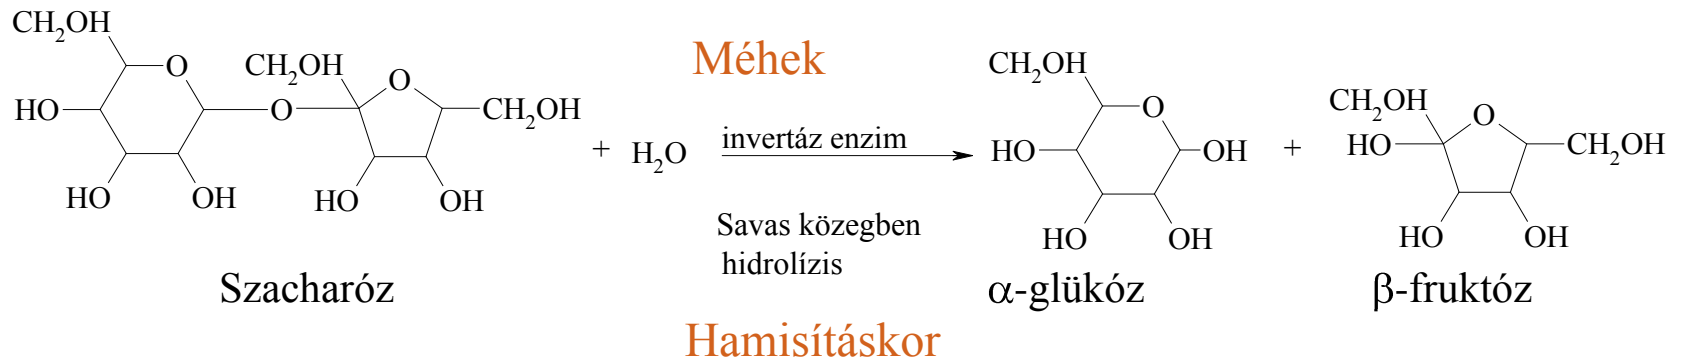 CH₂OH
O
HO
HO
OH
O
CH₂OH
O
CH₂OH
HO
OH
Szacharóz
+
H₂O
Méhek
invertáz enzim
Savas közegben
hidrolízis
Hamisításkor
CH₂OH
O
HO
OH
HO
OH
α-glükóz
+
CH₂OH
O
HO
CH₂OH
HO
OH
β-fruktóz